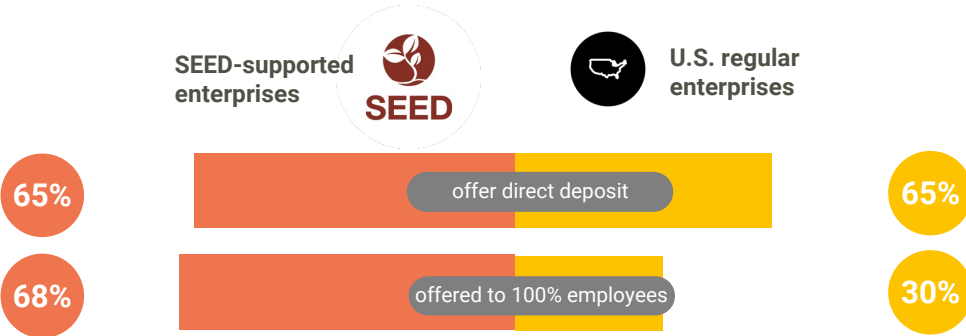 SEED-supported
enterprises
SEED
U.S. regular
enterprises
65%
offer direct deposit
65%
68%
offered to 100% employees
30%